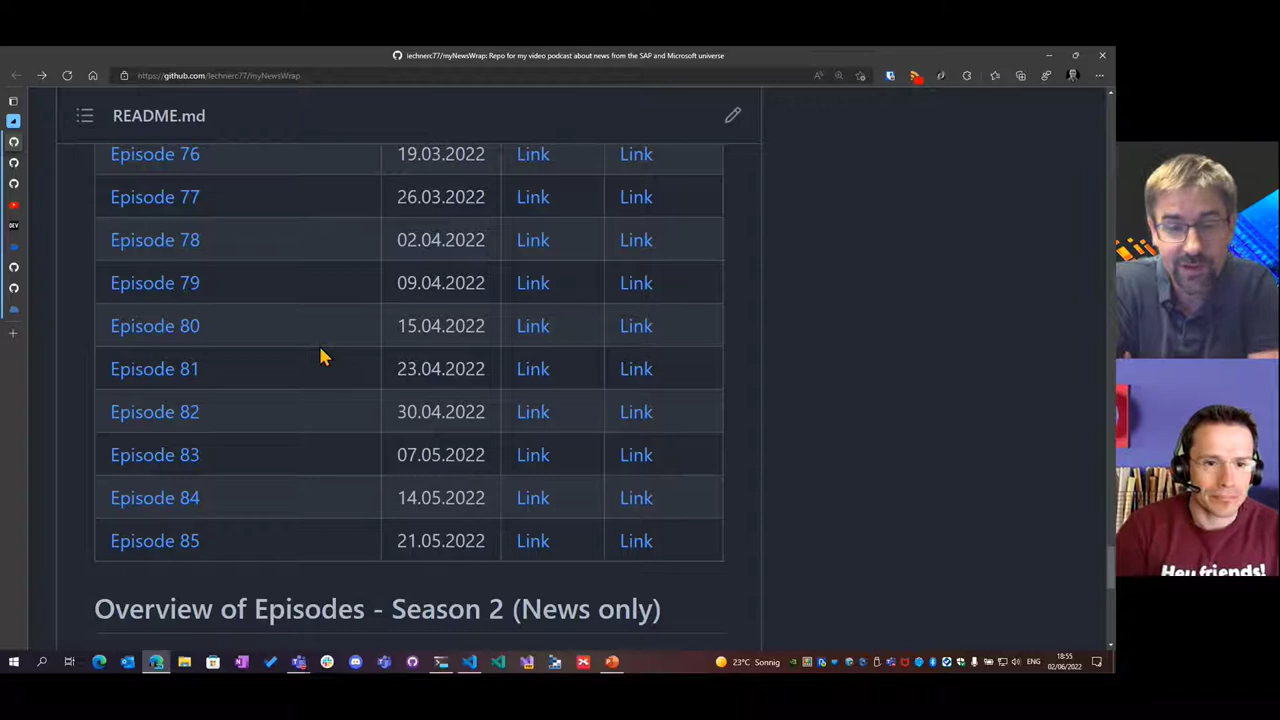 lechnerc77/myNewsWrap: Repo for my video podcast about news from the SAP and Microsoft universe
https://github.com/lechnerc77/myNewsWrap
README.md
Episode 76 19.03.2022 Link Link
Episode 77 26.03.2022 Link Link
Episode 78 02.04.2022 Link Link
Episode 79 09.04.2022 Link Link
Episode 80 15.04.2022 Link Link
Episode 81 23.04.2022 Link Link
Episode 82 30.04.2022 Link Link
Episode 83 07.05.2022 Link Link
Episode 84 14.05.2022 Link Link
Episode 85 21.05.2022 Link Link
Overview of Episodes - Season 2 (News only)
Hey friends!
23°C Sonnig
ENG
18:55
02/06/2022
DEV